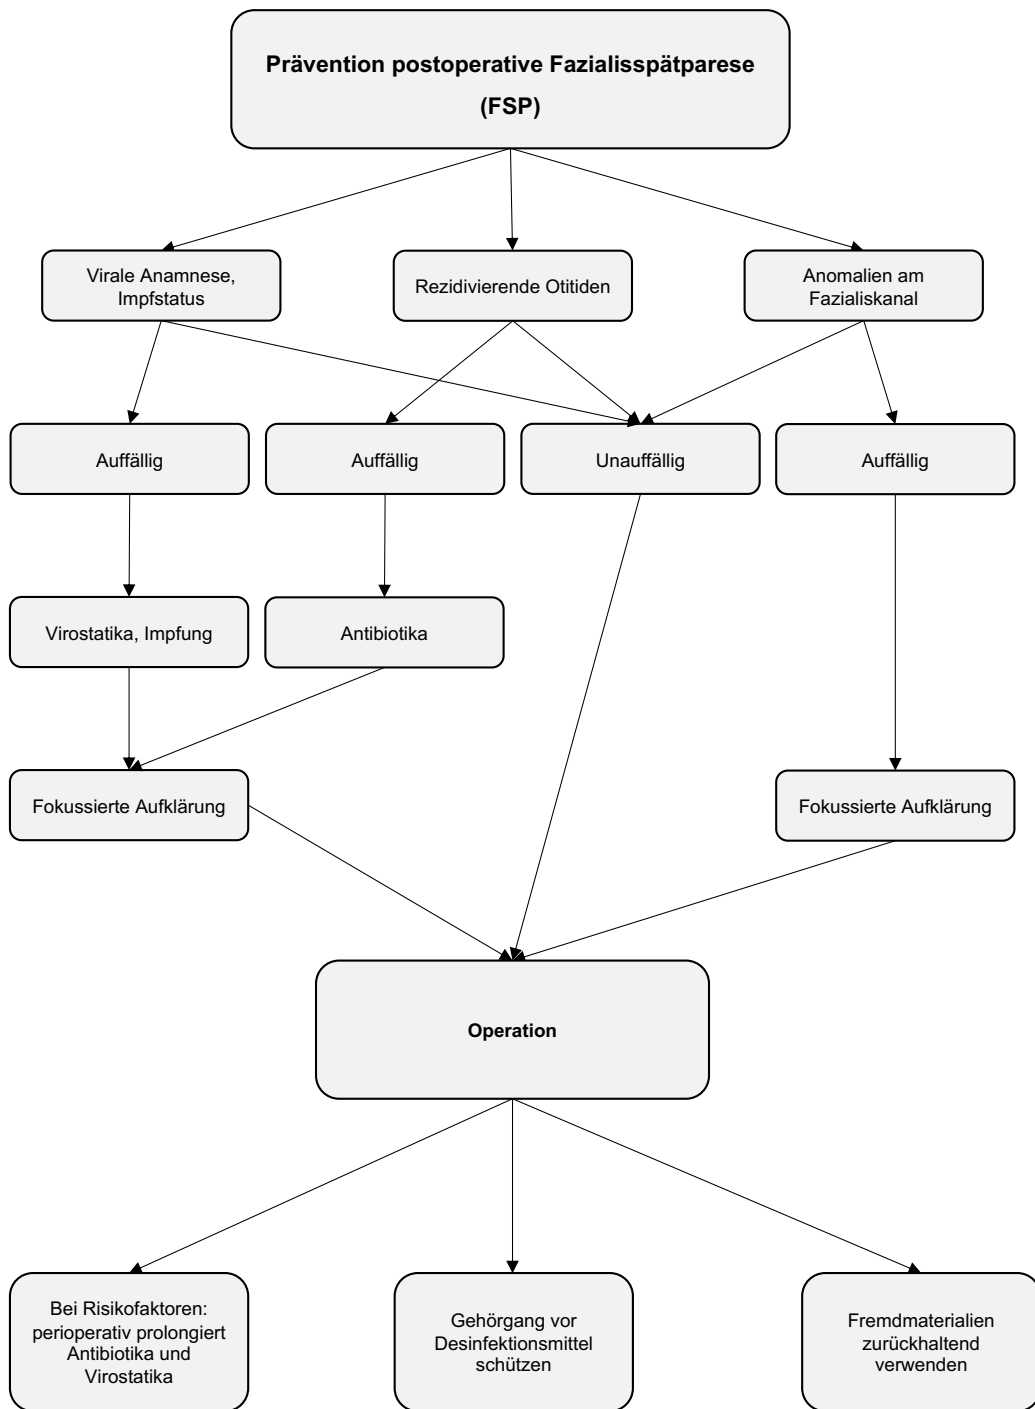 Prävention postoperative Fazialisspätparese
(FSP)
Virale Anamnese,
Impfstatus
Rezidivierende Otitiden
Anomalien am
Fazialiskanal
Auffällig
Auffällig
Unauffällig
Auffällig
Virostatika, Impfung
Antibiotika
Fokussierte Aufklärung
Fokussierte Aufklärung
Operation
Bei Risikofaktoren:
perioperativ prolongiert
Antibiotika und
Virostatika
Gehörgang vor
Desinfektionsmittel
schützen
Fremdmaterialien
zurückhaltend
verwenden